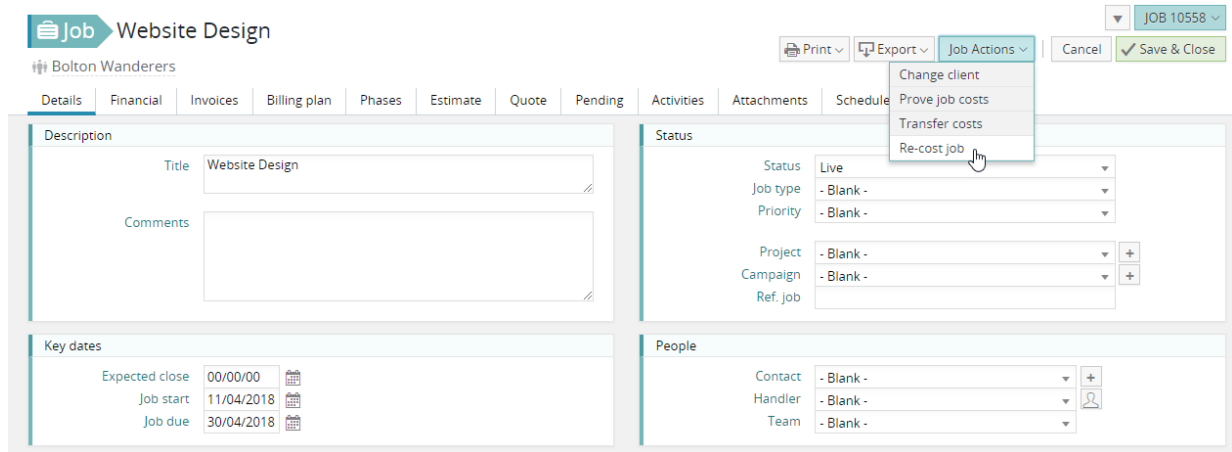 Job Website Design
JOB 10558
Bolton Wanderers
Print Export Job Actions Cancel Save & Close
Change client
Prove job costs
Transfer costs
Re-cost job
Details Financial Invoices Billing plan Phases Estimate Quote Pending Activities Attachments Schedule
Description
Title Website Design
Comments
Status
Status Live
Job type - Blank -
Priority - Blank -
Project - Blank - +
Campaign - Blank - +
Ref. job
Key dates
Expected close 00/00/00
Job start 11/04/2018
Job due 30/04/2018
People
Contact - Blank - +
Handler - Blank -
Team - Blank -